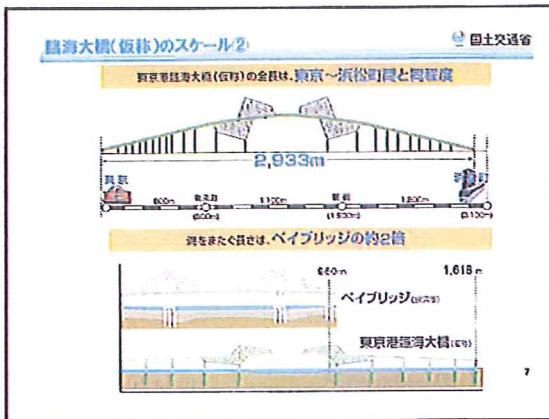 臨海大橋(仮称)のスケール(2)
国土交通省
東京港臨海大橋(仮称)の全長は、東京〜浜松町間と同程度
2,933m
東京
浜松町
800m
有楽町
1,100m
新橋
1,200m
(1,900m)
(3,100m)
海をまたぐ長さは、ベイブリッジの約2倍
860m
1,618m
ベイブリッジ
東京港臨海大橋(仮称)
7